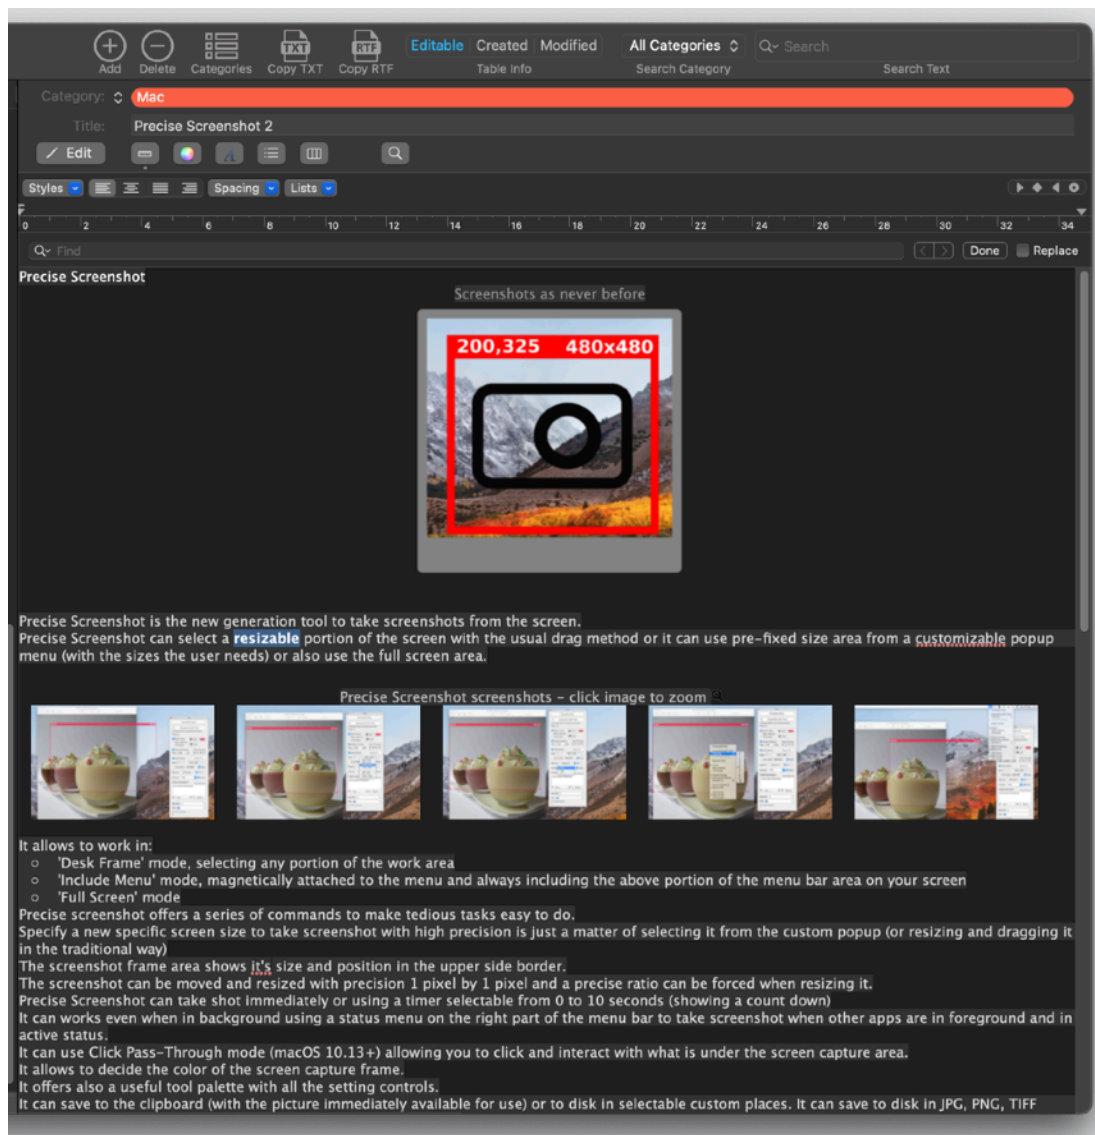 Add Delete Categories Copy TXT Copy RTF
TXT RTF
Editable Created Modified
Table Info
All Categories
Search Category
Search
Search Text
Category: Mac
Title: Precise Screenshot 2
Edit
Styles Spacing Lists
0 2 4 6 8 10 12 14 16 18 20 22 24 26 28 30 32 34
Find Done Replace
Precise Screenshot
Screenshots as never before
200,325 480x480
Precise Screenshot is the new generation tool to take screenshots from the screen.
Precise Screenshot can select a resizable portion of the screen with the usual drag method or it can use pre-fixed size area from a customizable popup
menu (with the sizes the user needs) or also use the full screen area.
Precise Screenshot screenshots – click image to zoom
It allows to work in:
○ 'Desk Frame' mode, selecting any portion of the work area
○ 'Include Menu' mode, magnetically attached to the menu and always including the above portion of the menu bar area on your screen
○ 'Full Screen' mode
Precise screenshot offers a series of commands to make tedious tasks easy to do.
Specify a new specific screen size to take screenshot with high precision is just a matter of selecting it from the custom popup (or resizing and dragging it
in the traditional way)
The screenshot frame area shows it's size and position in the upper side border.
The screenshot can be moved and resized with precision 1 pixel by 1 pixel and a precise ratio can be forced when resizing it.
Precise Screenshot can take shot immediately or using a timer selectable from 0 to 10 seconds (showing a count down)
It can works even when in background using a status menu on the right part of the menu bar to take screenshot when other apps are in foreground and in
active status.
It can use Click Pass-Through mode (macOS 10.13+) allowing you to click and interact with what is under the screen capture area.
It allows to decide the color of the screen capture frame.
It offers also a useful tool palette with all the setting controls.
It can save to the clipboard (with the picture immediately available for use) or to disk in selectable custom places. It can save to disk in JPG, PNG, TIFF